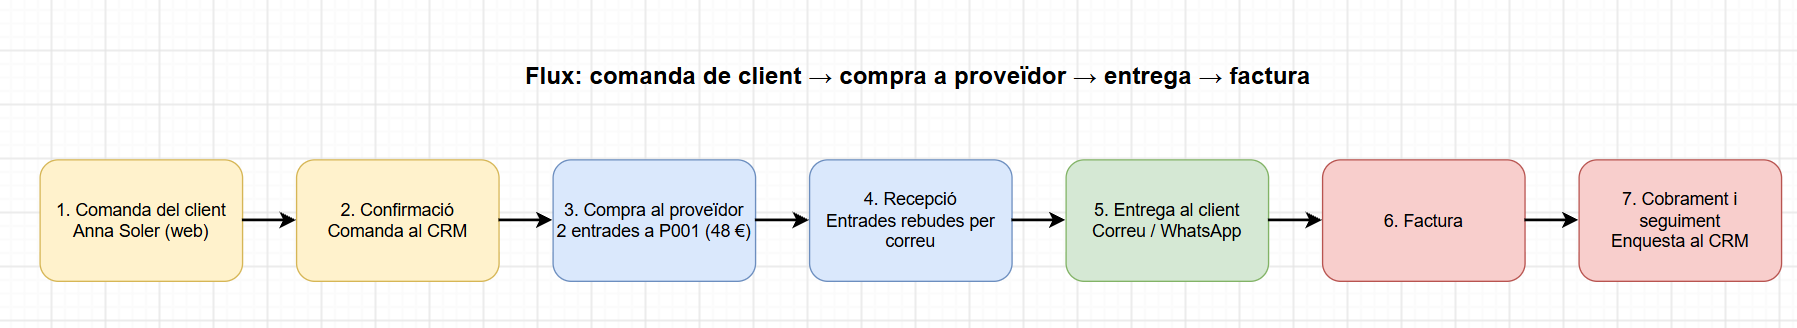 Flux: comanda de client → compra a proveïdor → entrega → factura
1. Comanda del client
Anna Soler (web)
2. Confirmació
Comanda al CRM
3. Compra al proveïdor
2 entrades a P001 (48 €)
4. Recepció
Entrades rebudes per
correu
5. Entrega al client
Correu / WhatsApp
6. Factura
7. Cobrament i
seguiment
Enquesta al CRM